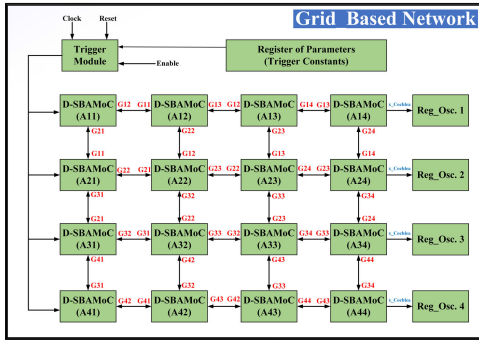 Grid_Based Network
Clock
Reset
Trigger
Module
Register of Parameters
(Trigger Constants)
Enable
D-SBAMoC
(A11)
G12 G11
D-SBAMoC
(A12)
G13 G12
D-SBAMoC
(A13)
G14 G13
D-SBAMoC
(A14)
s_Cochlea
Reg_Osc. 1
G21
G22
G23
G24
G11
G12
G13
G14
D-SBAMoC
(A21)
G22 G21
D-SBAMoC
(A22)
G23 G22
D-SBAMoC
(A23)
G24 G23
D-SBAMoC
(A24)
s_Cochlea
Reg_Osc. 2
G31
G32
G33
G34
G21
G22
G23
G24
D-SBAMoC
(A31)
G32 G31
D-SBAMoC
(A32)
G33 G32
D-SBAMoC
(A33)
G34 G33
D-SBAMoC
(A34)
s_Cochlea
Reg_Osc. 3
G41
G42
G43
G44
G31
G32
G33
G34
D-SBAMoC
(A41)
G42 G41
D-SBAMoC
(A42)
G43 G42
D-SBAMoC
(A43)
G44 G43
D-SBAMoC
(A44)
s_Cochlea
Reg_Osc. 4